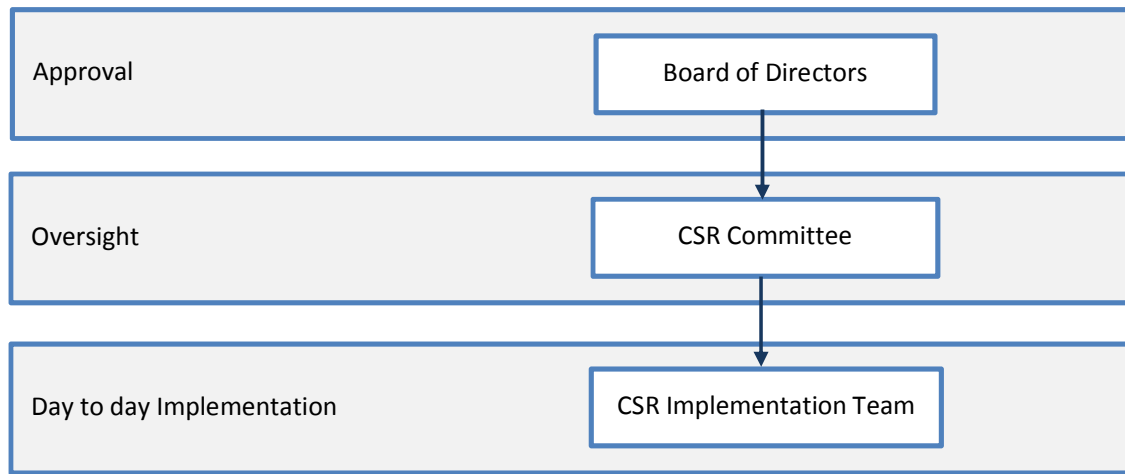 Approval
Board of Directors
Oversight
CSR Committee
Day to day Implementation
CSR Implementation Team